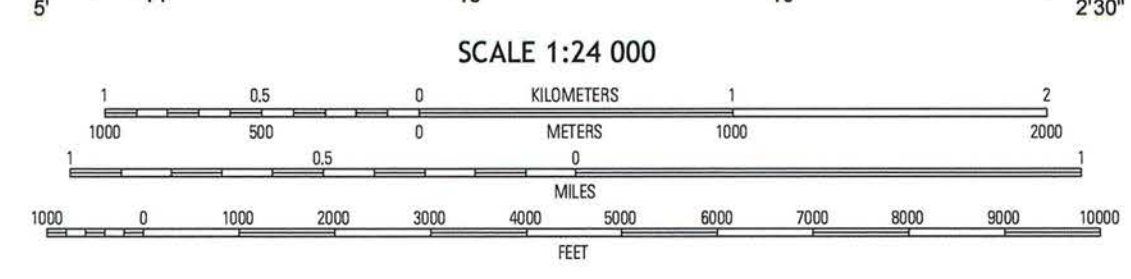 5' 2'30"
SCALE 1:24 000
1 0.5 0 KILOMETERS 1 2
1000 500 0 METERS 1000 2000
1 0.5 0 1
MILES
1000 0 1000 2000 3000 4000 5000 6000 7000 8000 9000 10000
FEET